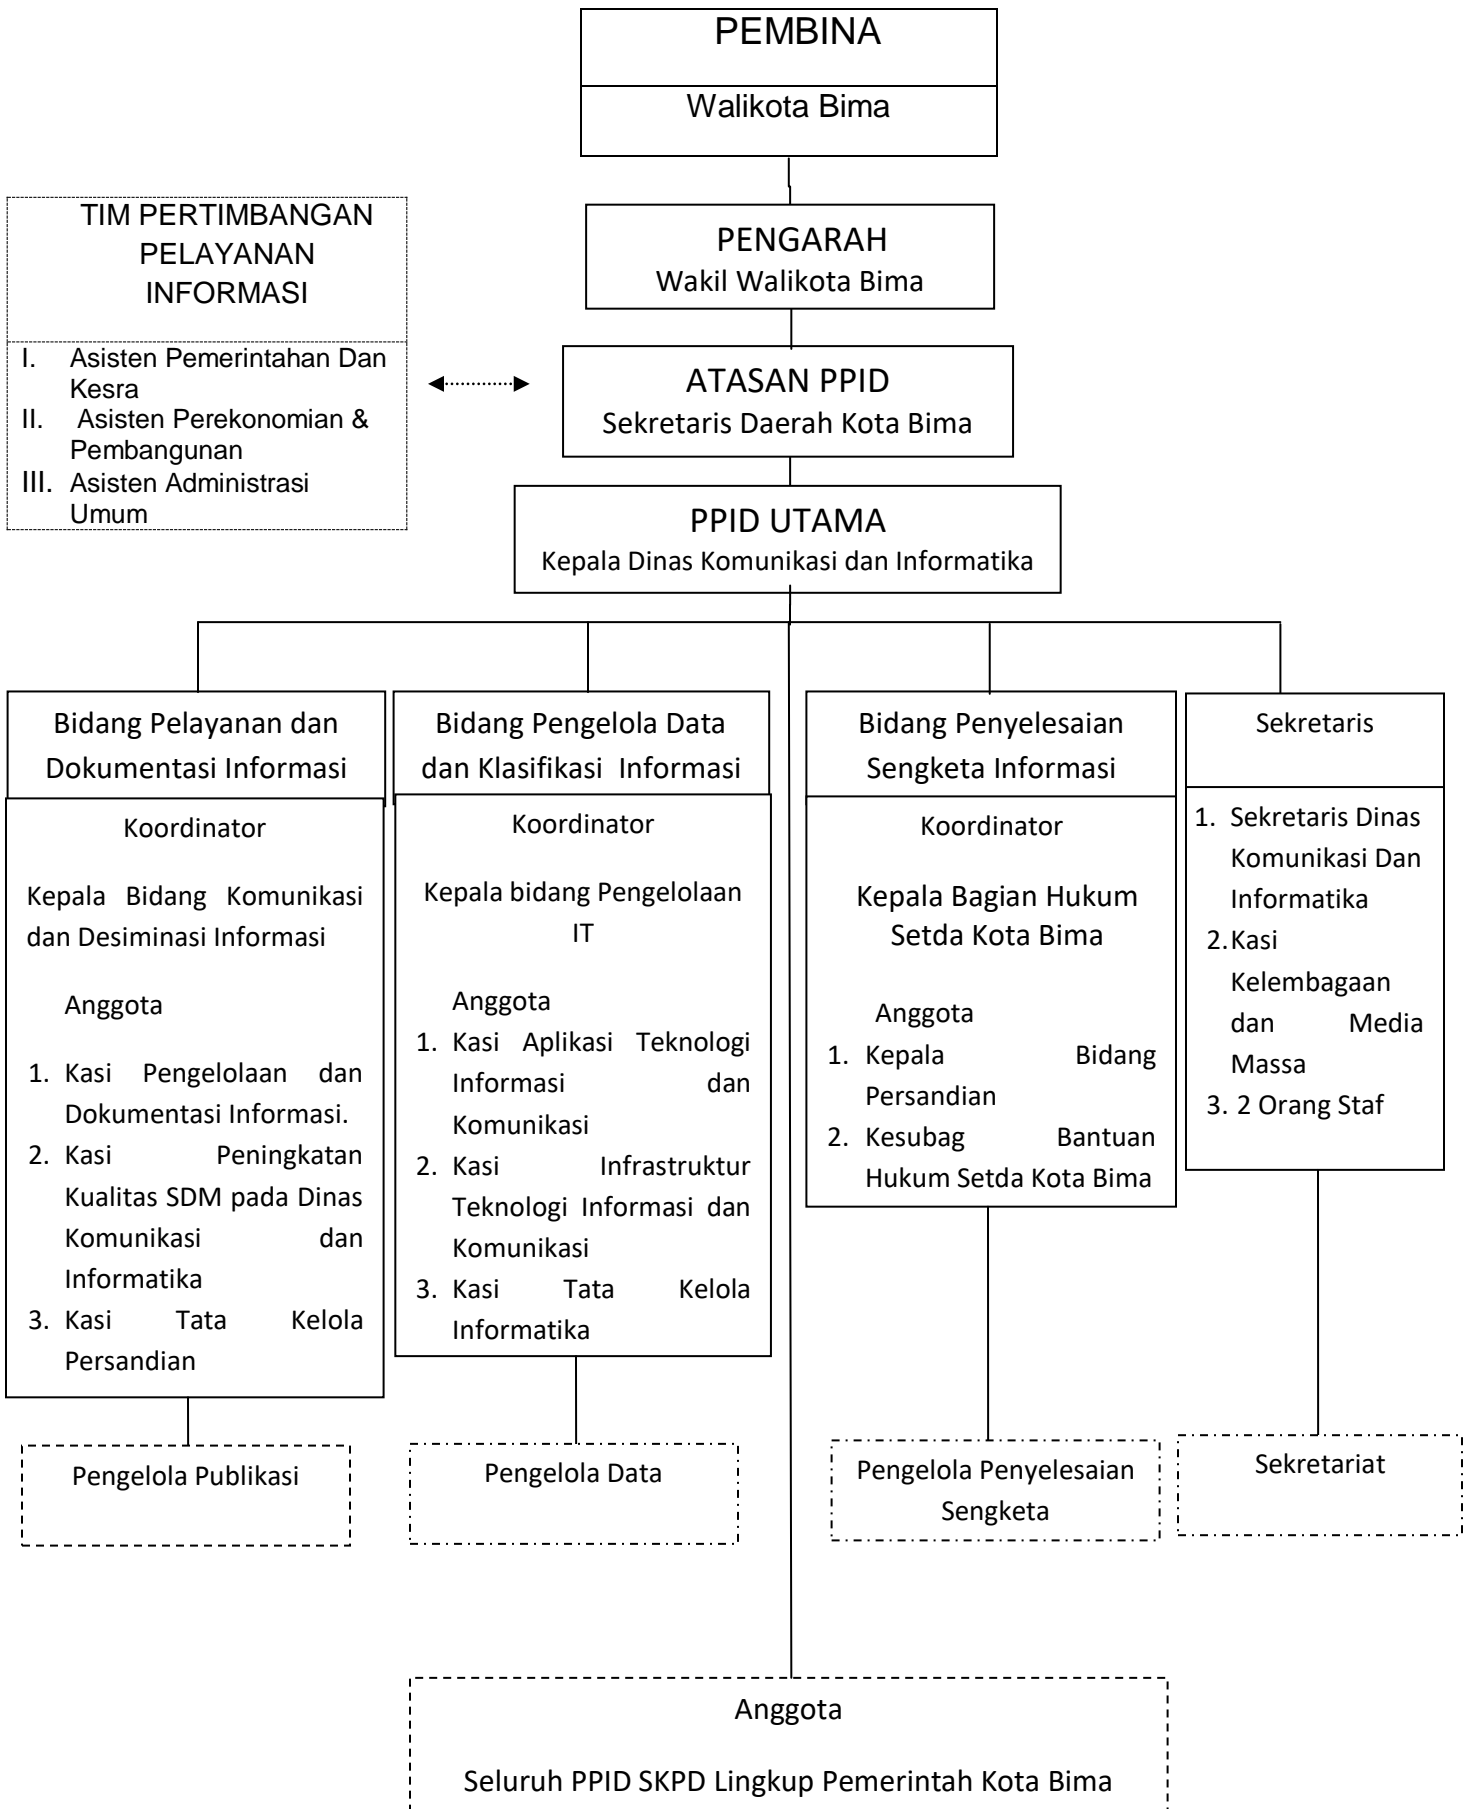 PEMBINA
Walikota Bima
TIM PERTIMBANGAN
PELAYANAN
INFORMASI
I. Asisten Pemerintahan Dan
Kesra
II. Asisten Perekonomian &
Pembangunan
III. Asisten Administrasi
Umum
PENGARAH
Wakil Walikota Bima
ATASAN PPID
Sekretaris Daerah Kota Bima
PPID UTAMA
Kepala Dinas Komunikasi dan Informatika
Bidang Pelayanan dan
Dokumentasi Informasi
Koordinator
Kepala Bidang Komunikasi
dan Desiminasi Informasi
Anggota
1. Kasi Pengelolaan dan
Dokumentasi Informasi.
2. Kasi Peningkatan
Kualitas SDM pada Dinas
Komunikasi dan
Informatika
3. Kasi Tata Kelola
Persandian
Pengelola Publikasi
Bidang Pengelola Data
dan Klasifikasi Informasi
Koordinator
Kepala bidang Pengelolaan
IT
Anggota
1. Kasi Aplikasi Teknologi
Informasi dan
Komunikasi
2. Kasi Infrastruktur
Teknologi Informasi dan
Komunikasi
3. Kasi Tata Kelola
Informatika
Pengelola Data
Bidang Penyelesaian
Sengketa Informasi
Koordinator
Kepala Bagian Hukum
Setda Kota Bima
Anggota
1. Kepala Bidang
Persandian
2. Kesubag Bantuan
Hukum Setda Kota Bima
Pengelola Penyelesaian
Sengketa
Sekretaris
1. Sekretaris Dinas
Komunikasi Dan
Informatika
2. Kasi
Kelembagaan
dan Media
Massa
3. 2 Orang Staf
Sekretariat
Anggota
Seluruh PPID SKPD Lingkup Pemerintah Kota Bima